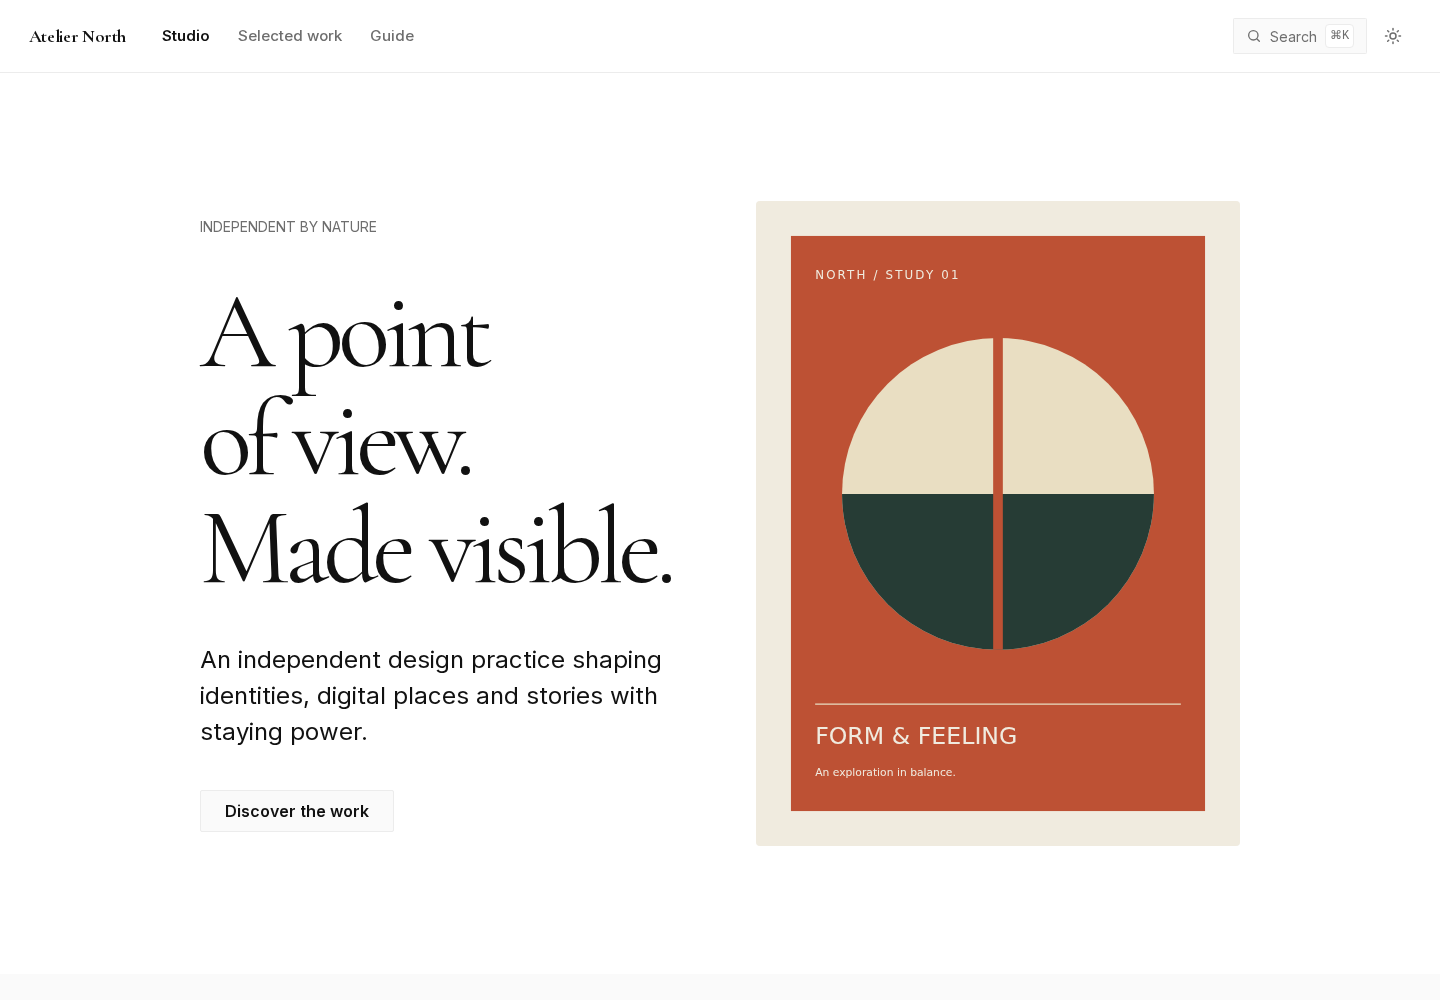 Atelier North
Studio
Selected work
Guide
Search
⌘K
INDEPENDENT BY NATURE
A point
of view.
Made visible.
An independent design practice shaping
identities, digital places and stories with
staying power.
Discover the work
NORTH / STUDY 01
FORM & FEELING
An exploration in balance.